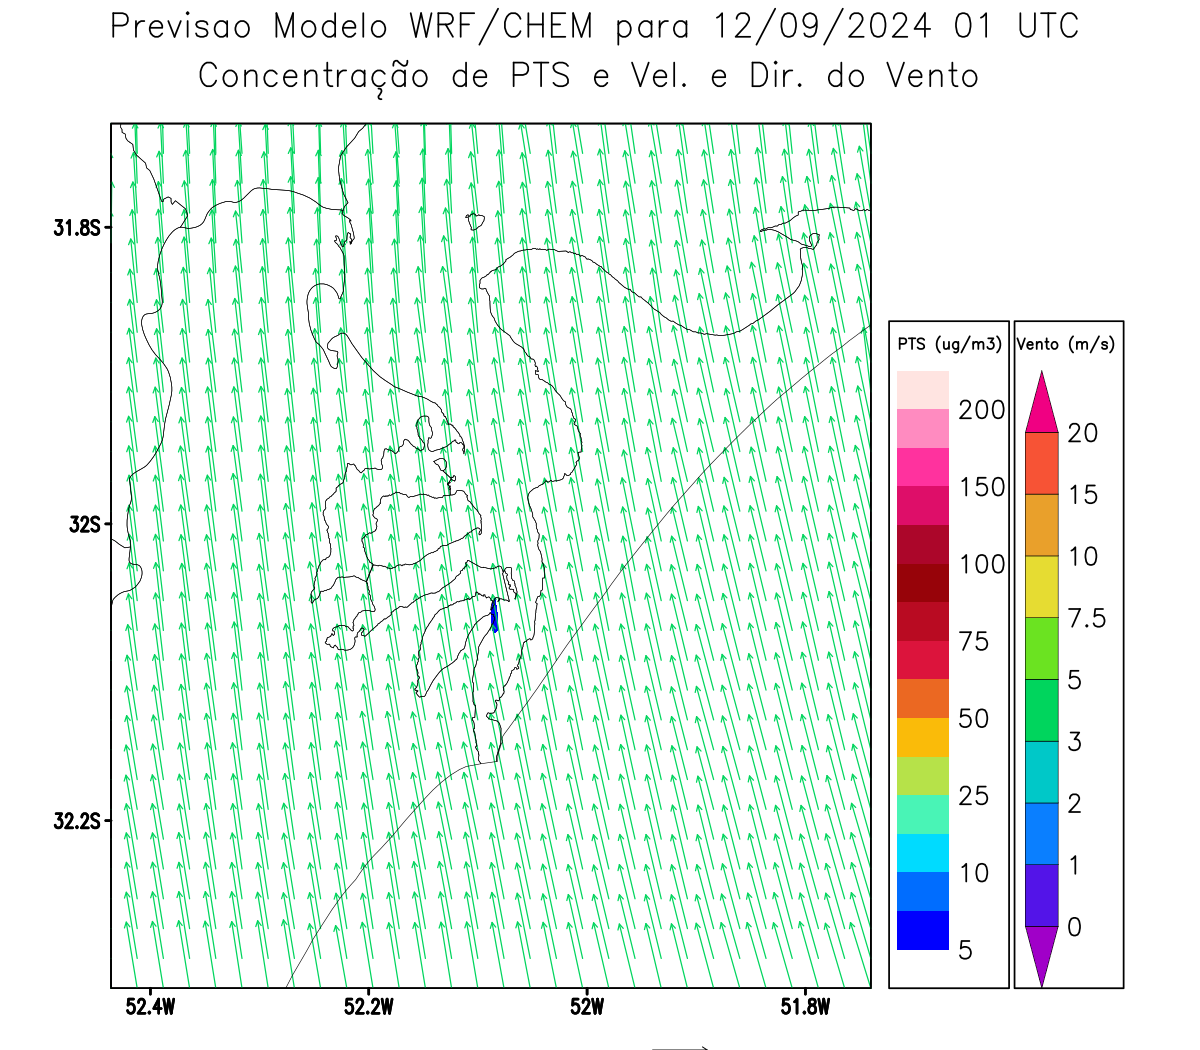 Previsao Modelo WRF/CHEM para 12/09/2024 01 UTC
Concentração de PTS e Vel. e Dir. do Vento
31.8S
32S
32.2S
52.4W 52.2W 52W 51.8W
PTS (ug/m3)
200
150
100
75
50
25
10
5
Vento (m/s)
20
15
10
7.5
5
3
2
1
0